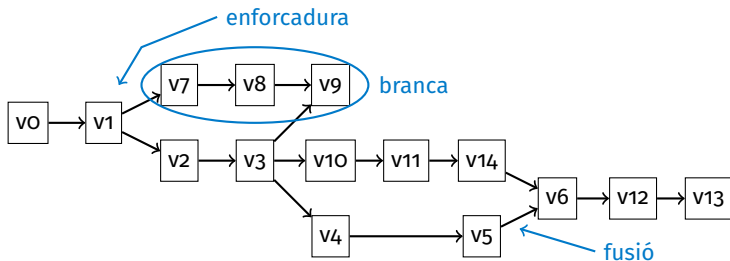 enforcadura
v7 v8 v9 branca
v0 v1
v2 v3 v10 v11 v14
v6 v12 v13
v4 v5
fusió